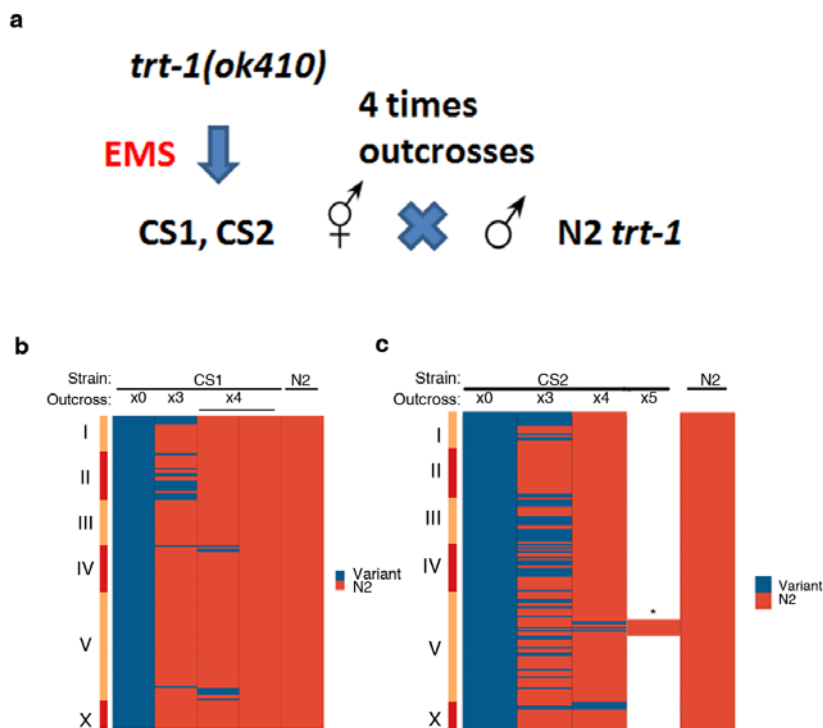 a
trt-1(ok410)
4 times
outcrosses
EMS
CS1, CS2
N2 trt-1
b
Strain: CS1 N2
Outcross: x0 x3 x4
I
II
III
IV
V
X
Variant
N2
c
Strain: CS2 N2
Outcross: x0 x3 x4 x5
I
II
III
IV
V
X
*
Variant
N2